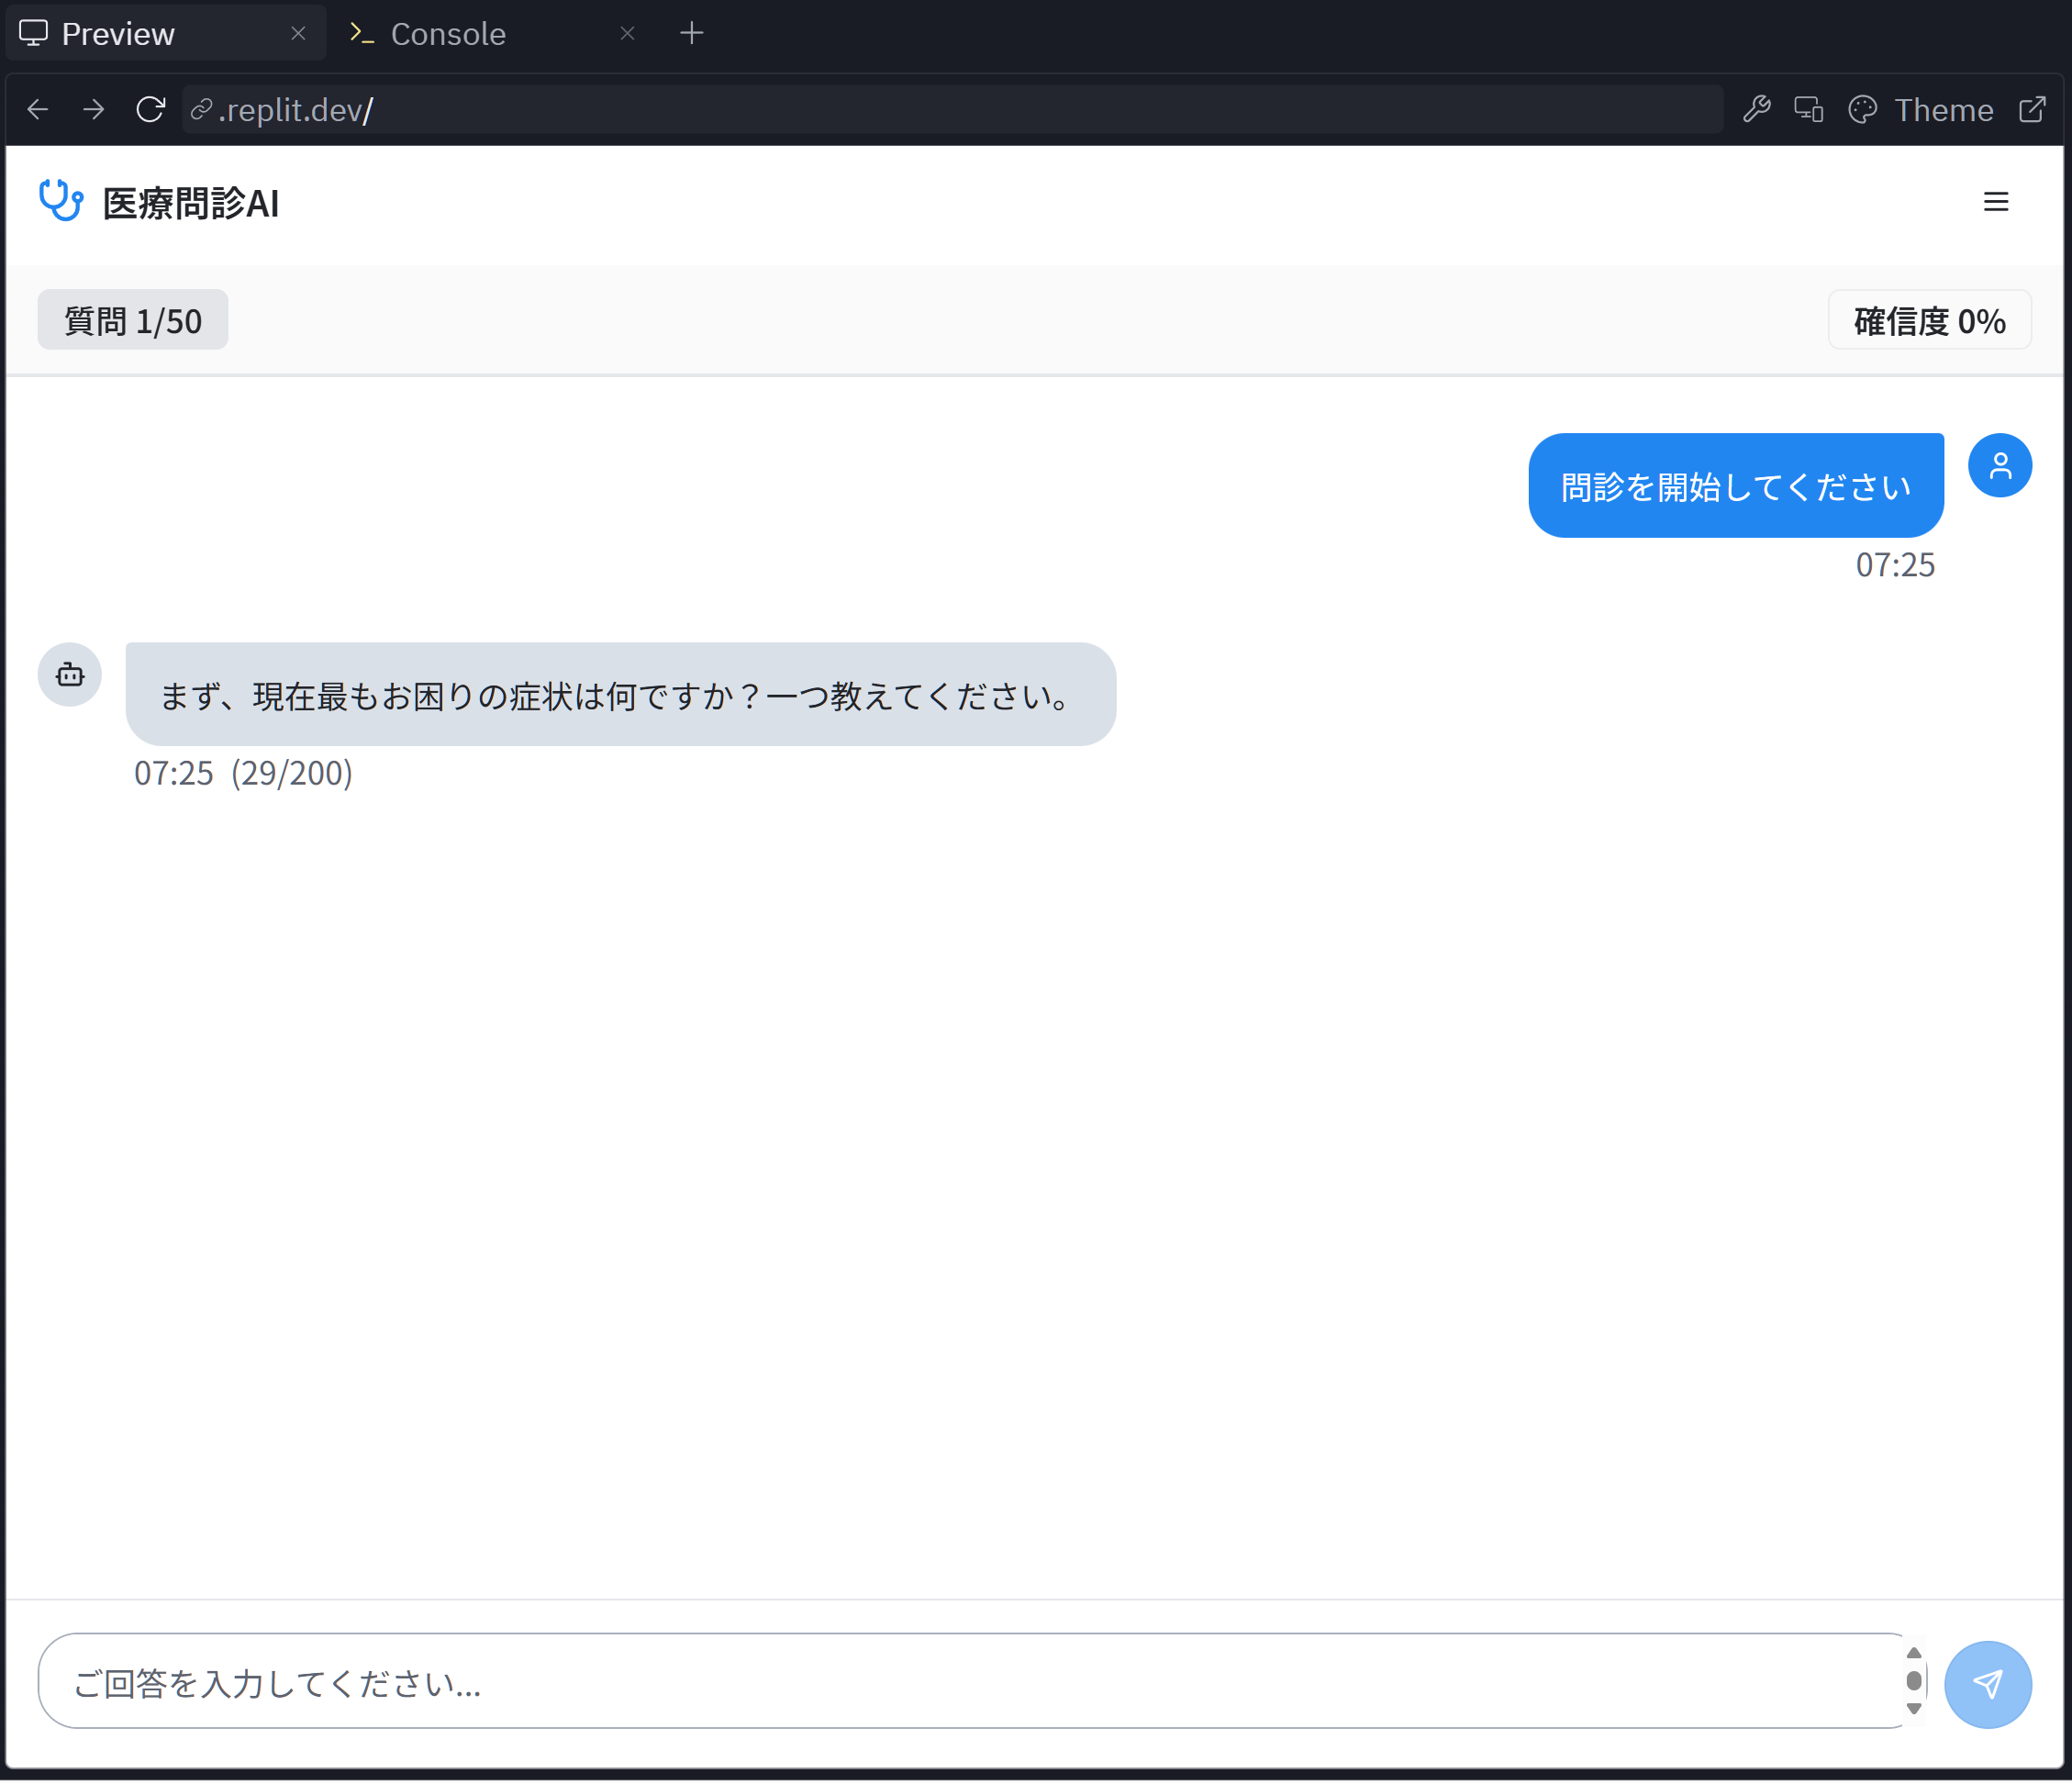 Preview
Console
.replit.dev/
Theme
医療問診AI
質問 1/50
確信度 0%
問診を開始してください
07:25
まず、現在最もお困りの症状は何ですか？一つ教えてください。
07:25 (29/200)
ご回答を入力してください...